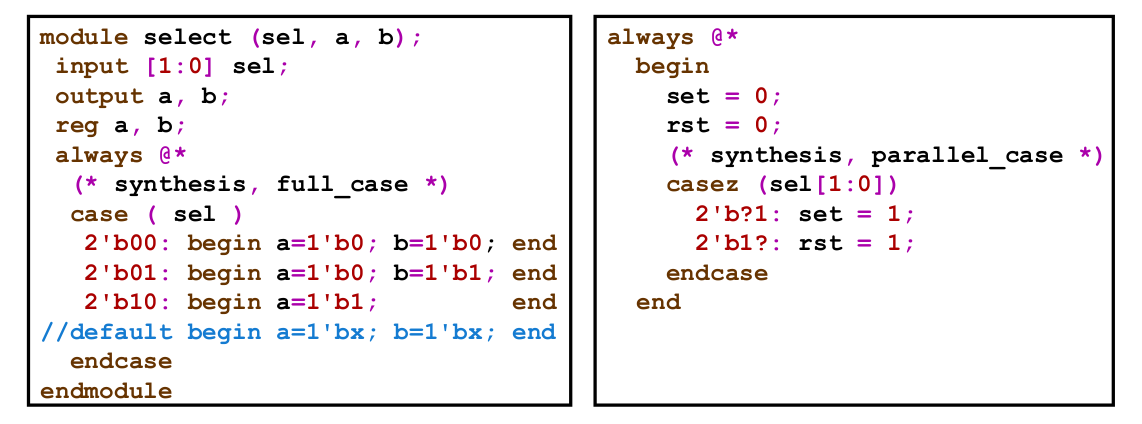 module select (sel, a, b);
input [1:0] sel;
output a, b;
reg a, b;
always @*
(* synthesis, full_case *)
case ( sel )
2'b00: begin a=1'b0; b=1'b0; end
2'b01: begin a=1'b0; b=1'b1; end
2'b10: begin a=1'b1; end
//default begin a=1'bx; b=1'bx; end
endcase
endmodule
always @*
begin
set = 0;
rst = 0;
(* synthesis, parallel_case *)
casez (sel[1:0])
2'b?1: set = 1;
2'b1?: rst = 1;
endcase
end